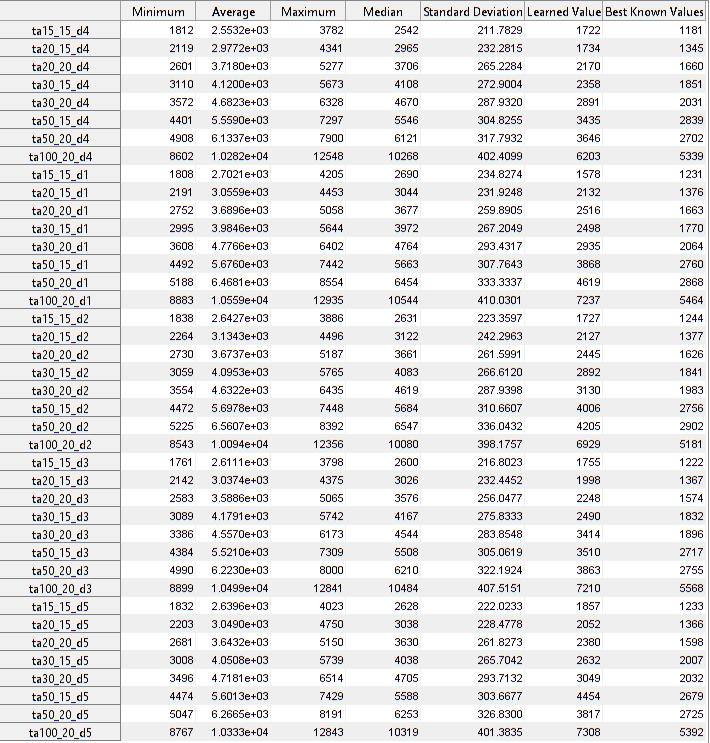 Minimum Average Maximum Median Standard Deviation Learned Value Best Known Values
ta15_15_d4 1812 2.5532e+03 3782 2542 211.7829 1722 1181
ta20_15_d4 2119 2.9772e+03 4341 2965 232.2815 1734 1345
ta20_20_d4 2601 3.7180e+03 5277 3706 265.2284 2170 1660
ta30_15_d4 3110 4.1200e+03 5673 4108 272.9004 2358 1851
ta30_20_d4 3572 4.6823e+03 6328 4670 287.9320 2891 2031
ta50_15_d4 4401 5.5590e+03 7297 5546 304.8255 3435 2839
ta50_20_d4 4908 6.1337e+03 7900 6121 317.7932 3646 2702
ta100_20_d4 8602 1.0282e+04 12548 10268 402.4099 6203 5339
ta15_15_d1 1808 2.7021e+03 4205 2690 234.8274 1578 1231
ta20_15_d1 2191 3.0559e+03 4453 3044 231.9248 2132 1376
ta20_20_d1 2752 3.6896e+03 5058 3677 259.8905 2516 1663
ta30_15_d1 2995 3.9846e+03 5644 3972 267.2049 2498 1770
ta30_20_d1 3608 4.7766e+03 6402 4764 293.4317 2935 2064
ta50_15_d1 4492 5.6760e+03 7442 5663 307.7643 3868 2760
ta50_20_d1 5188 6.4681e+03 8554 6454 333.3337 4619 2868
ta100_20_d1 8883 1.0559e+04 12935 10544 410.0301 7237 5464
ta15_15_d2 1838 2.6427e+03 3886 2631 223.3597 1727 1244
ta20_15_d2 2264 3.1343e+03 4496 3122 242.2963 2127 1377
ta20_20_d2 2730 3.6737e+03 5187 3661 261.5991 2445 1626
ta30_15_d2 3059 4.0953e+03 5765 4083 266.6120 2892 1841
ta30_20_d2 3554 4.6322e+03 6435 4619 287.9398 3130 1983
ta50_15_d2 4472 5.6978e+03 7448 5684 310.6607 4006 2756
ta50_20_d2 5225 6.5607e+03 8392 6547 336.0432 4205 2902
ta100_20_d2 8543 1.0094e+04 12356 10080 398.1757 6929 5181
ta15_15_d3 1761 2.6111e+03 3798 2600 216.8023 1755 1222
ta20_15_d3 2142 3.0374e+03 4375 3026 232.4452 1998 1367
ta20_20_d3 2583 3.5886e+03 5065 3576 256.0477 2248 1574
ta30_15_d3 3089 4.1791e+03 5742 4167 275.8333 2490 1832
ta30_20_d3 3386 4.5570e+03 6173 4544 283.8548 3414 1896
ta50_15_d3 4384 5.5210e+03 7309 5508 305.0619 3510 2717
ta50_20_d3 4990 6.2230e+03 8000 6210 322.1924 3863 2755
ta100_20_d3 8899 1.0499e+04 12841 10484 407.5151 7210 5568
ta15_15_d5 1832 2.6396e+03 4023 2628 222.0233 1857 1233
ta20_15_d5 2203 3.0490e+03 4750 3038 228.4778 2052 1366
ta20_20_d5 2681 3.6432e+03 5150 3630 261.8273 2380 1598
ta30_15_d5 3008 4.0508e+03 5739 4038 265.7042 2632 2007
ta30_20_d5 3496 4.7181e+03 6514 4705 293.7132 3049 2032
ta50_15_d5 4474 5.6013e+03 7429 5588 303.6677 4454 2679
ta50_20_d5 5047 6.2665e+03 8191 6253 326.8300 3817 2725
ta100_20_d5 8767 1.0333e+04 12843 10319 401.3835 7308 5392